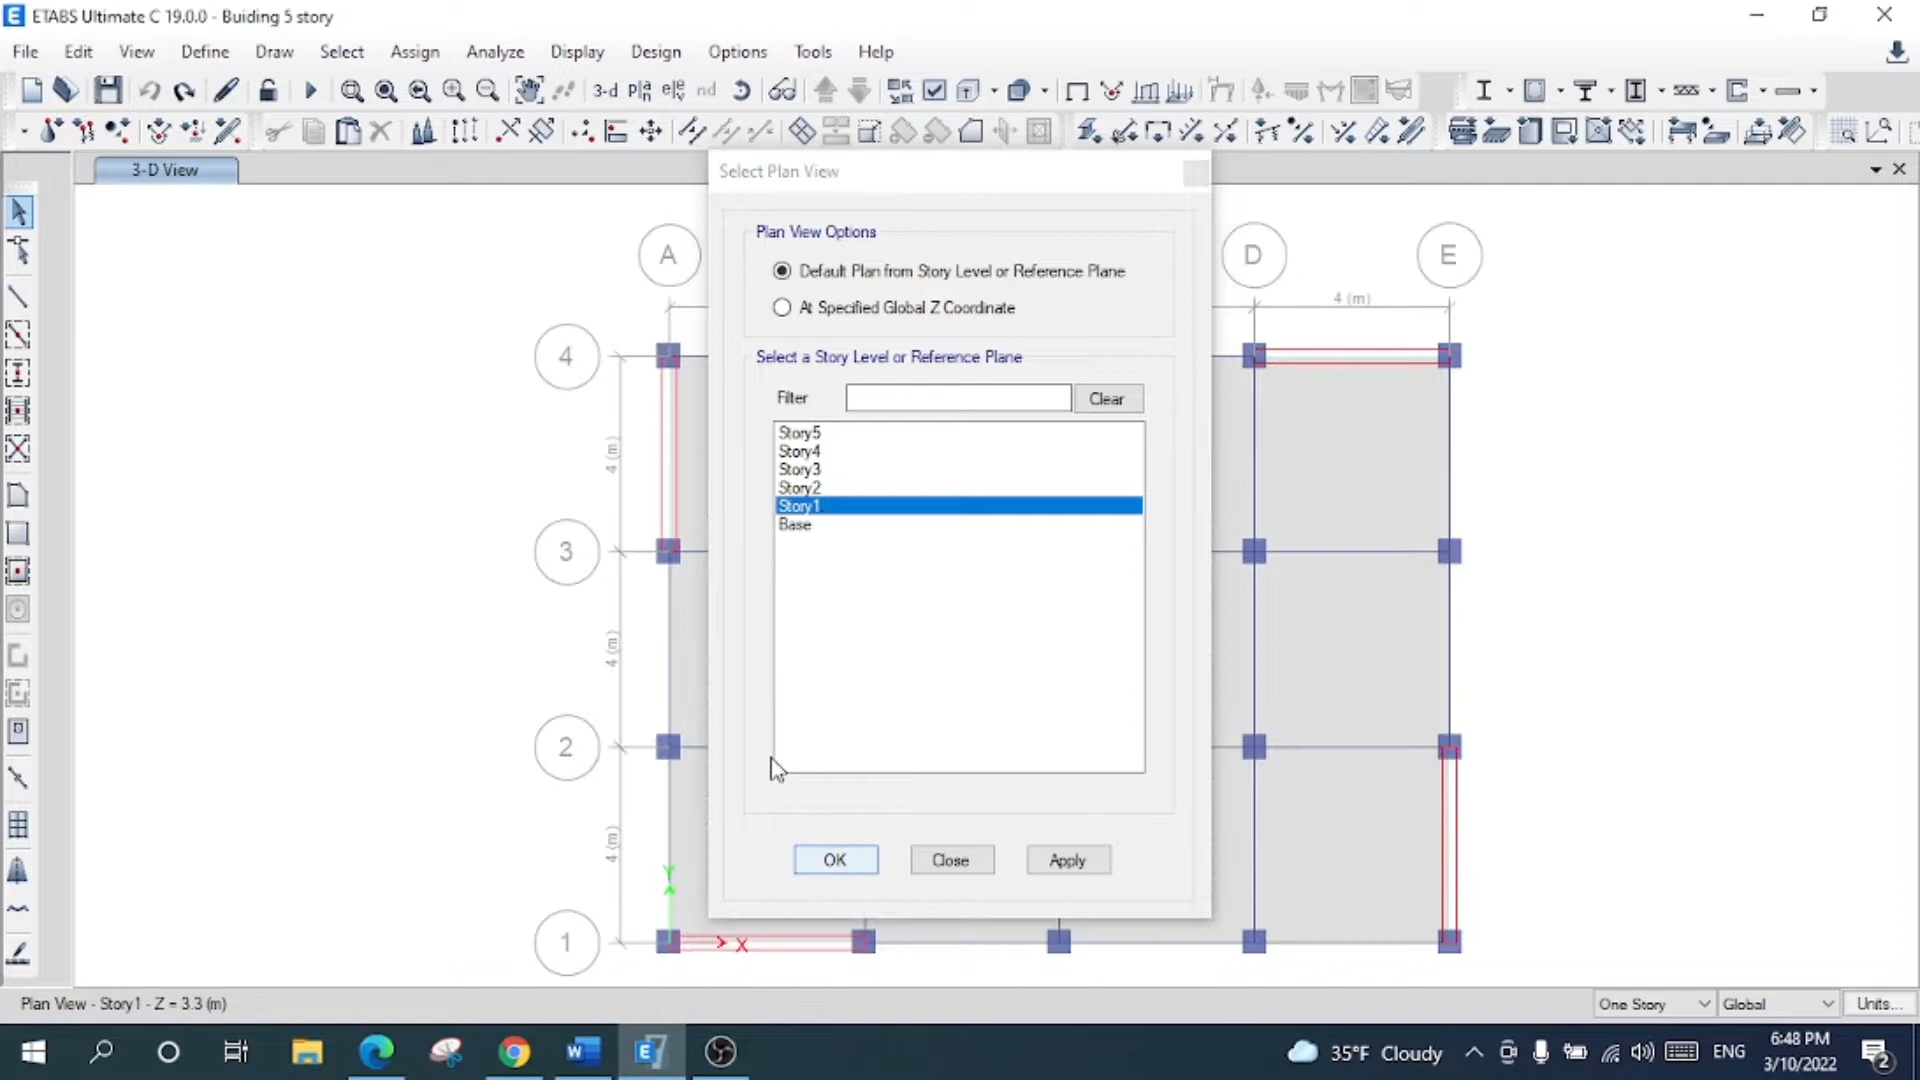 ETABS Ultimate C 19.0.0 - Buiding 5 story
File Edit View Define Draw Select Assign Analyze Display Design Options Tools Help
3-d
nd
3-D View
Select Plan View
Plan View Options
Default Plan from Story Level or Reference Plane
At Specified Global Z Coordinate
Select a Story Level or Reference Plane
Filter
Clear
Story5
Story4
Story3
Story2
Story1
Base
OK Close Apply
A D E
4 (m)
4
4 (m)
3
4 (m)
2
4 (m)
1
Y
X
Plan View - Story1 - Z = 3.3 (m)
One Story Global Units...
35°F Cloudy
ENG
6:48 PM
3/10/2022
2